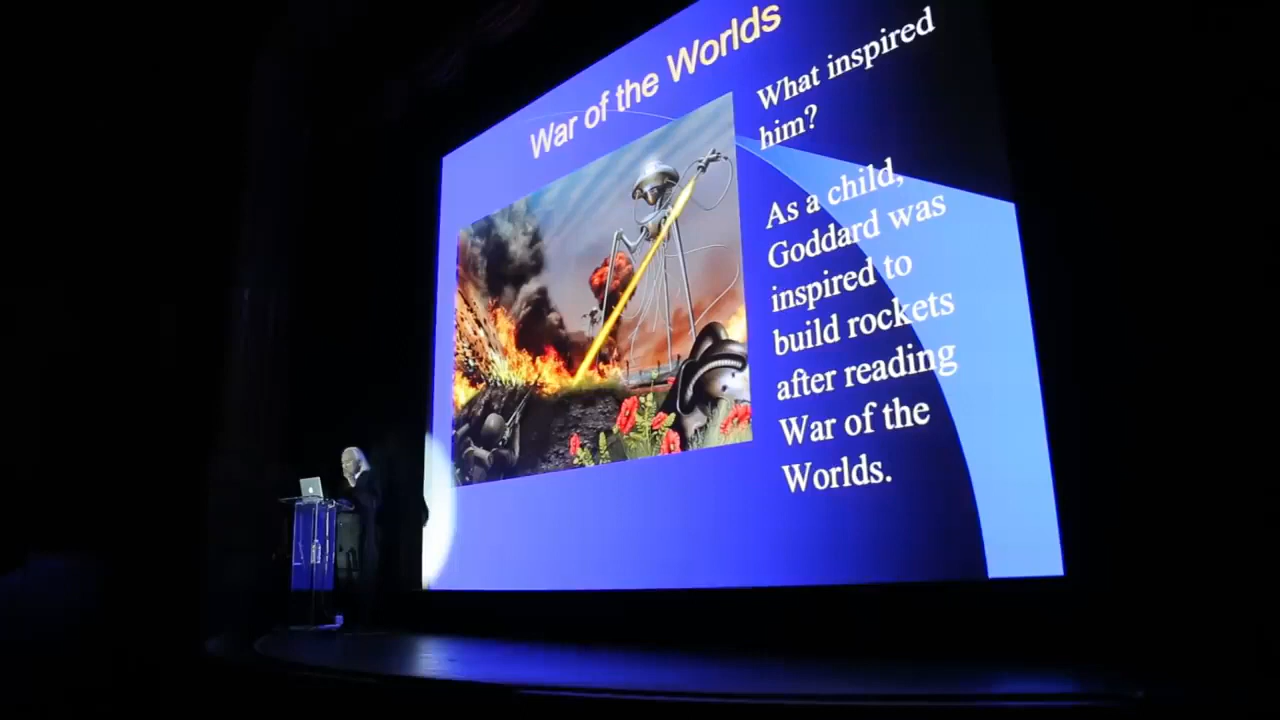 War of the Worlds
What inspired
him?
As a child,
Goddard was
inspired to
build rockets
after reading
War of the
Worlds.